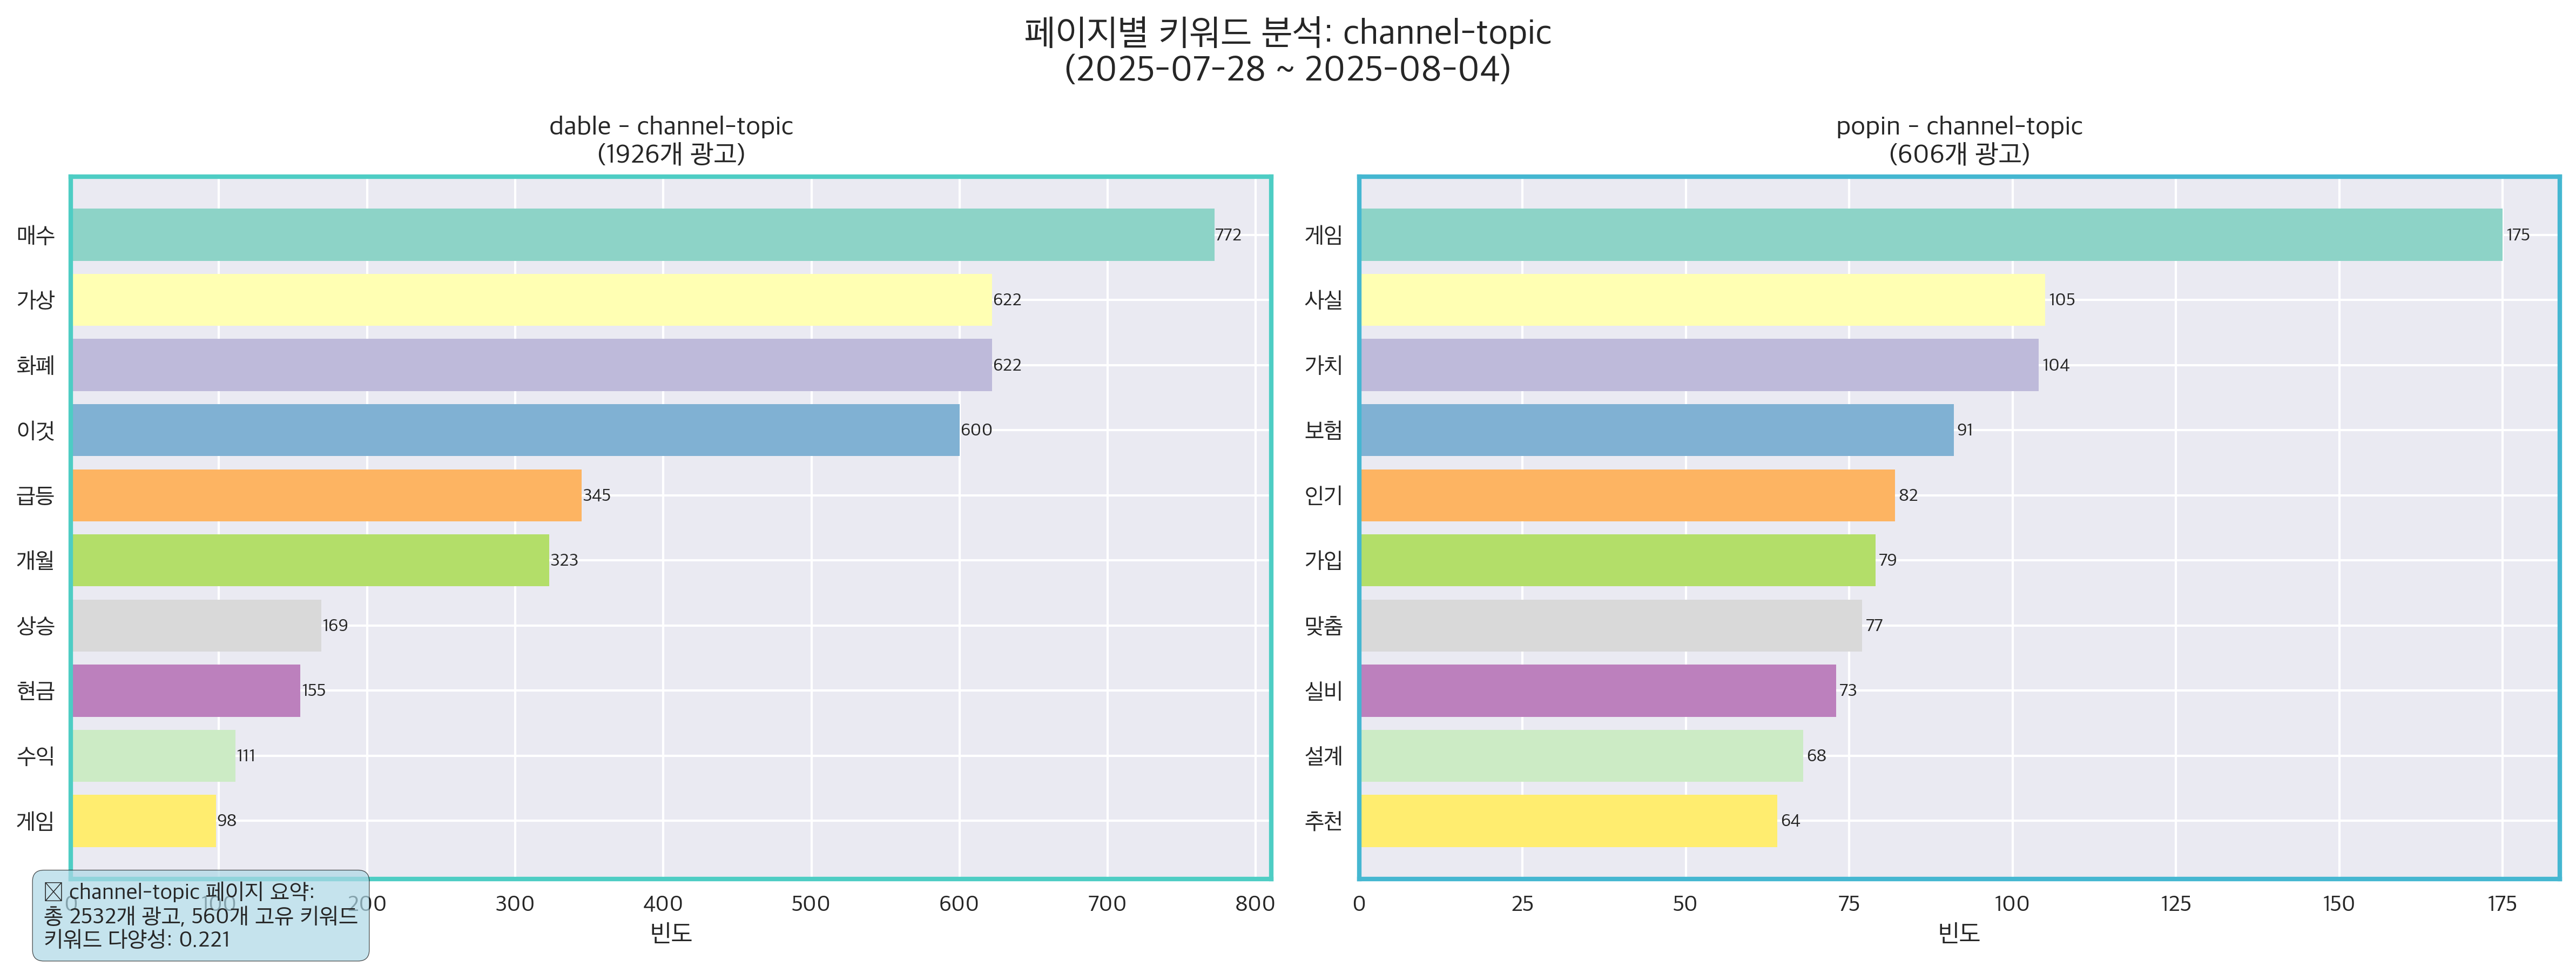 페이지별 키워드 분석: channel-topic
(2025-07-28 ~ 2025-08-04)
dable - channel-topic
(1926개 광고)
매수 772
가상 622
화폐 622
이것 600
급등 345
개월 323
상승 169
현금 155
수익 111
게임 98
0 100 200 300 400 500 600 700 800
빈도
channel-topic 페이지 요약:
총 2532개 광고, 560개 고유 키워드
키워드 다양성: 0.221
popin - channel-topic
(606개 광고)
게임 175
사실 105
가치 104
보험 91
인기 82
가입 79
맞춤 77
실비 73
설계 68
추천 64
0 25 50 75 100 125 150 175
빈도